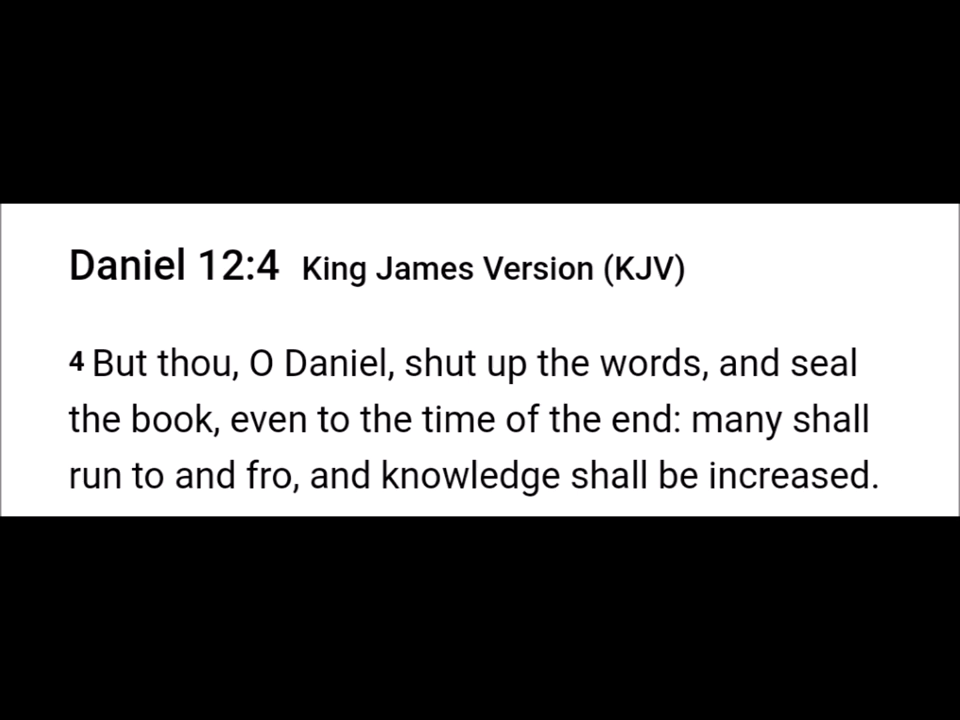 Daniel 12:4 King James Version (KJV)
4 But thou, O Daniel, shut up the words, and seal
the book, even to the time of the end: many shall
run to and fro, and knowledge shall be increased.